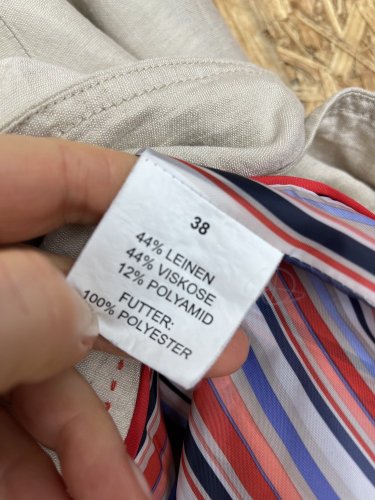 38
44% LEINEN
44% VISKOSE
12% POLYAMID
FUTTER:
100% POLYESTER